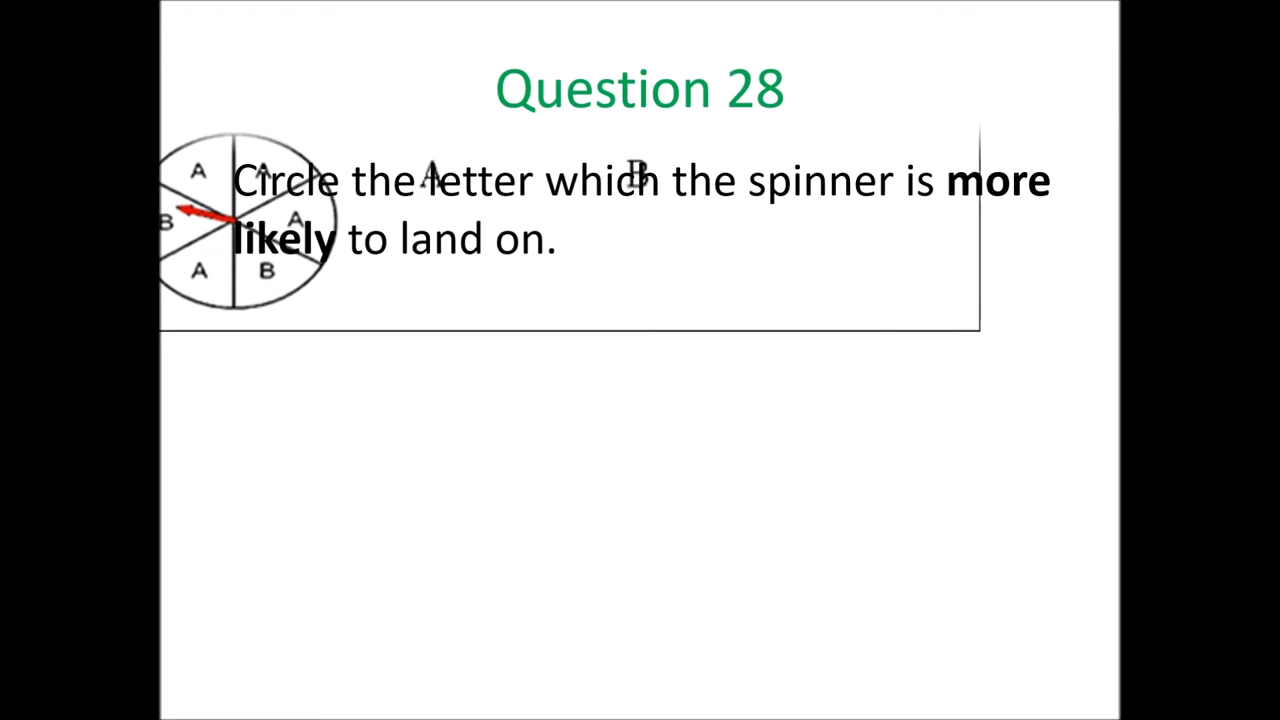 Question 28
A A A B
Circle the letter which the spinner is more
B A
likely to land on.
A B